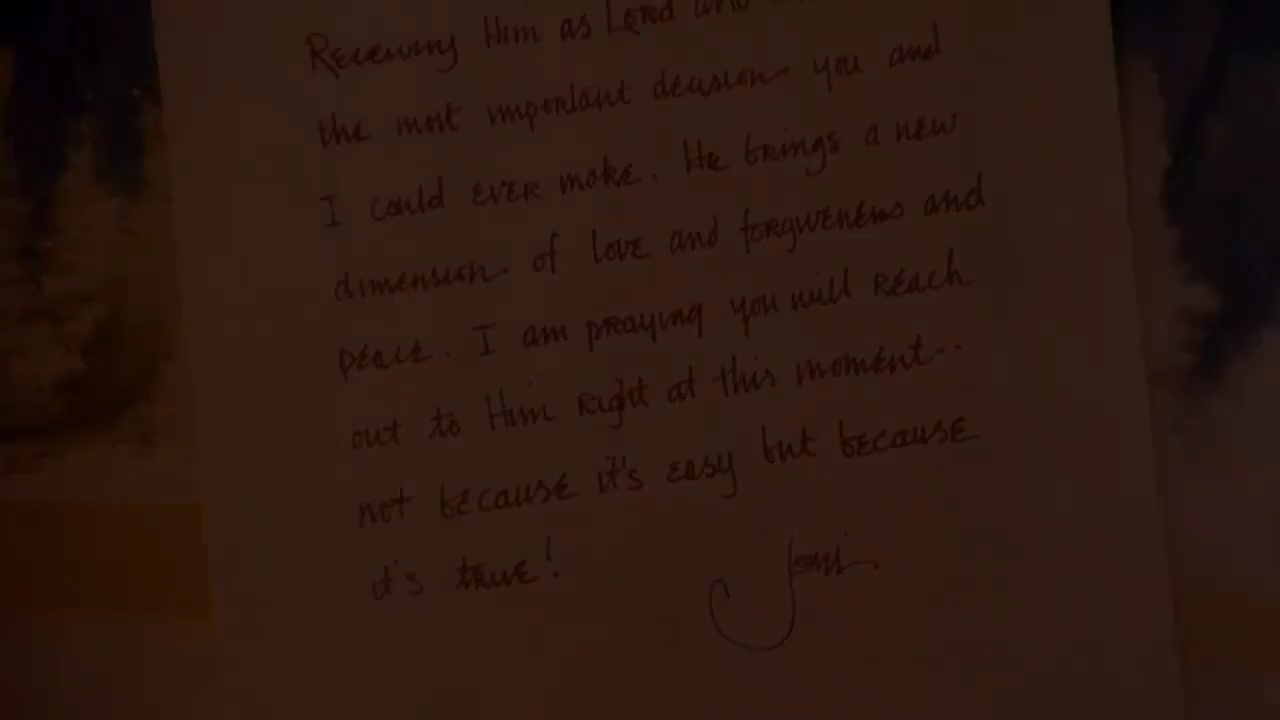 Receiving Him as Lord and
the most important decision you and
I could ever make. He brings a new
dimension of love and forgiveness and
peace. I am praying you will reach
out to Him right at this moment--
not because it's easy but because
it's true!
Joni